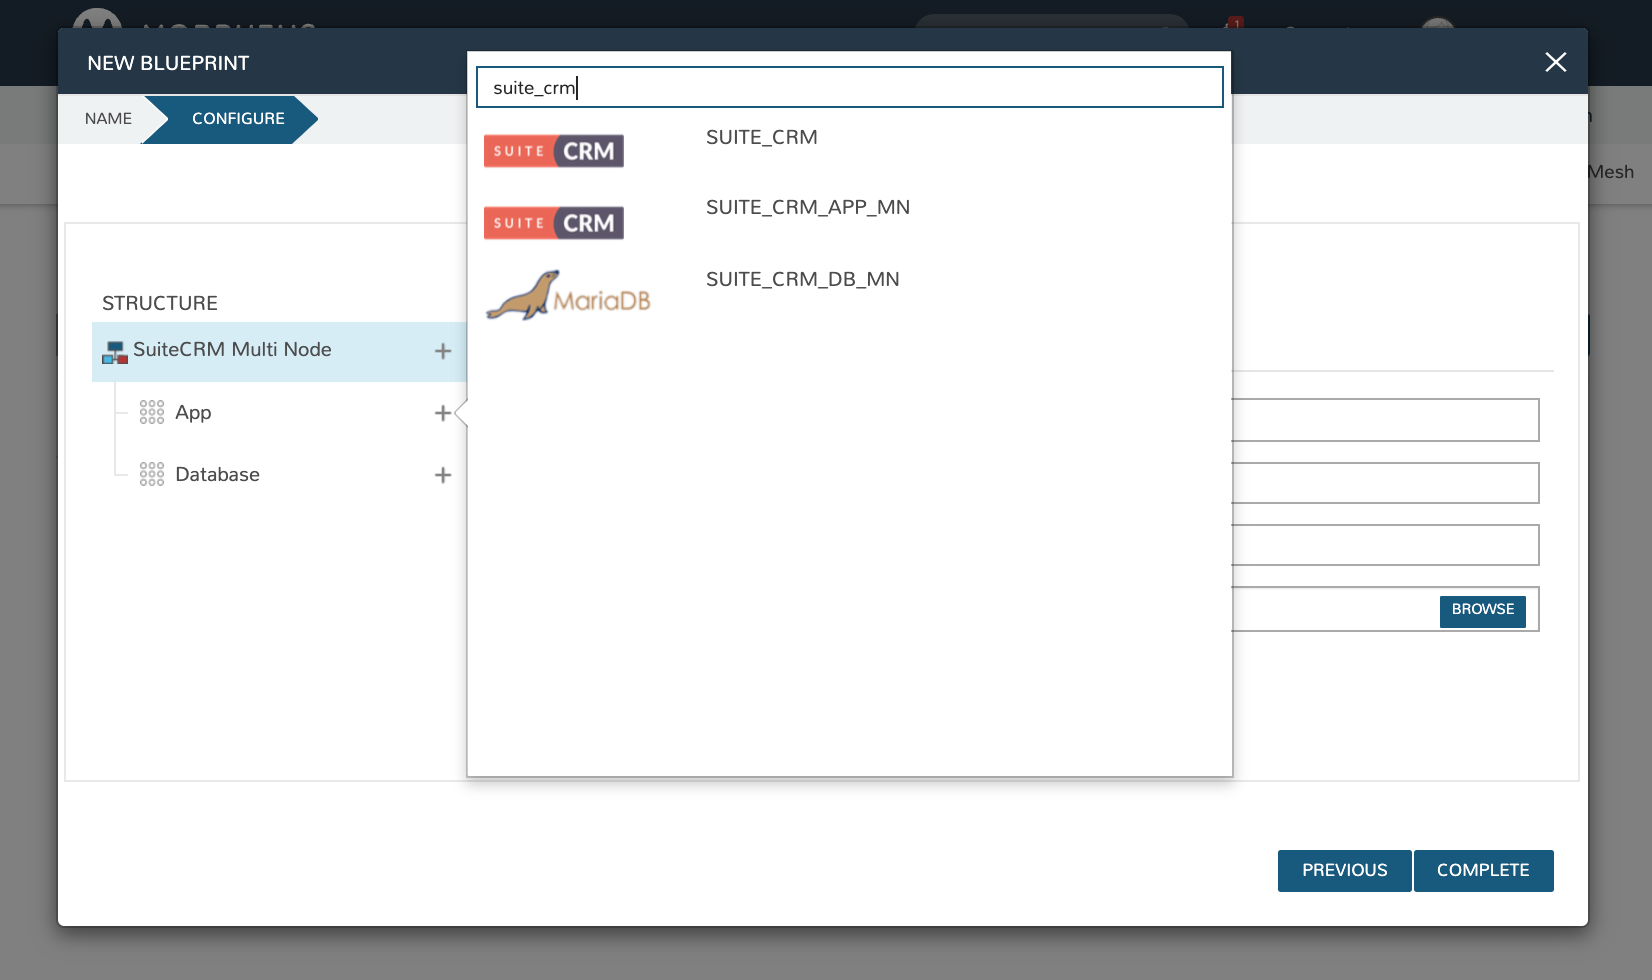 1
NEW BLUEPRINT
NAME
CONFIGURE
suite_crm
SUITE CRM
SUITE_CRM
SUITE CRM
SUITE_CRM_APP_MN
MariaDB
SUITE_CRM_DB_MN
Mesh
STRUCTURE
SuiteCRM Multi Node
App
Database
BROWSE
PREVIOUS
COMPLETE